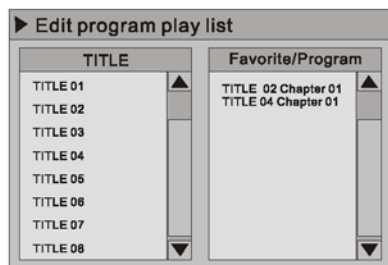 Edit program play list
TITLE
TITLE 01
TITLE 02
TITLE 03
TITLE 04
TITLE 05
TITLE 06
TITLE 07
TITLE 08
Favorite/Program
TITLE 02 Chapter 01
TITLE 04 Chapter 01